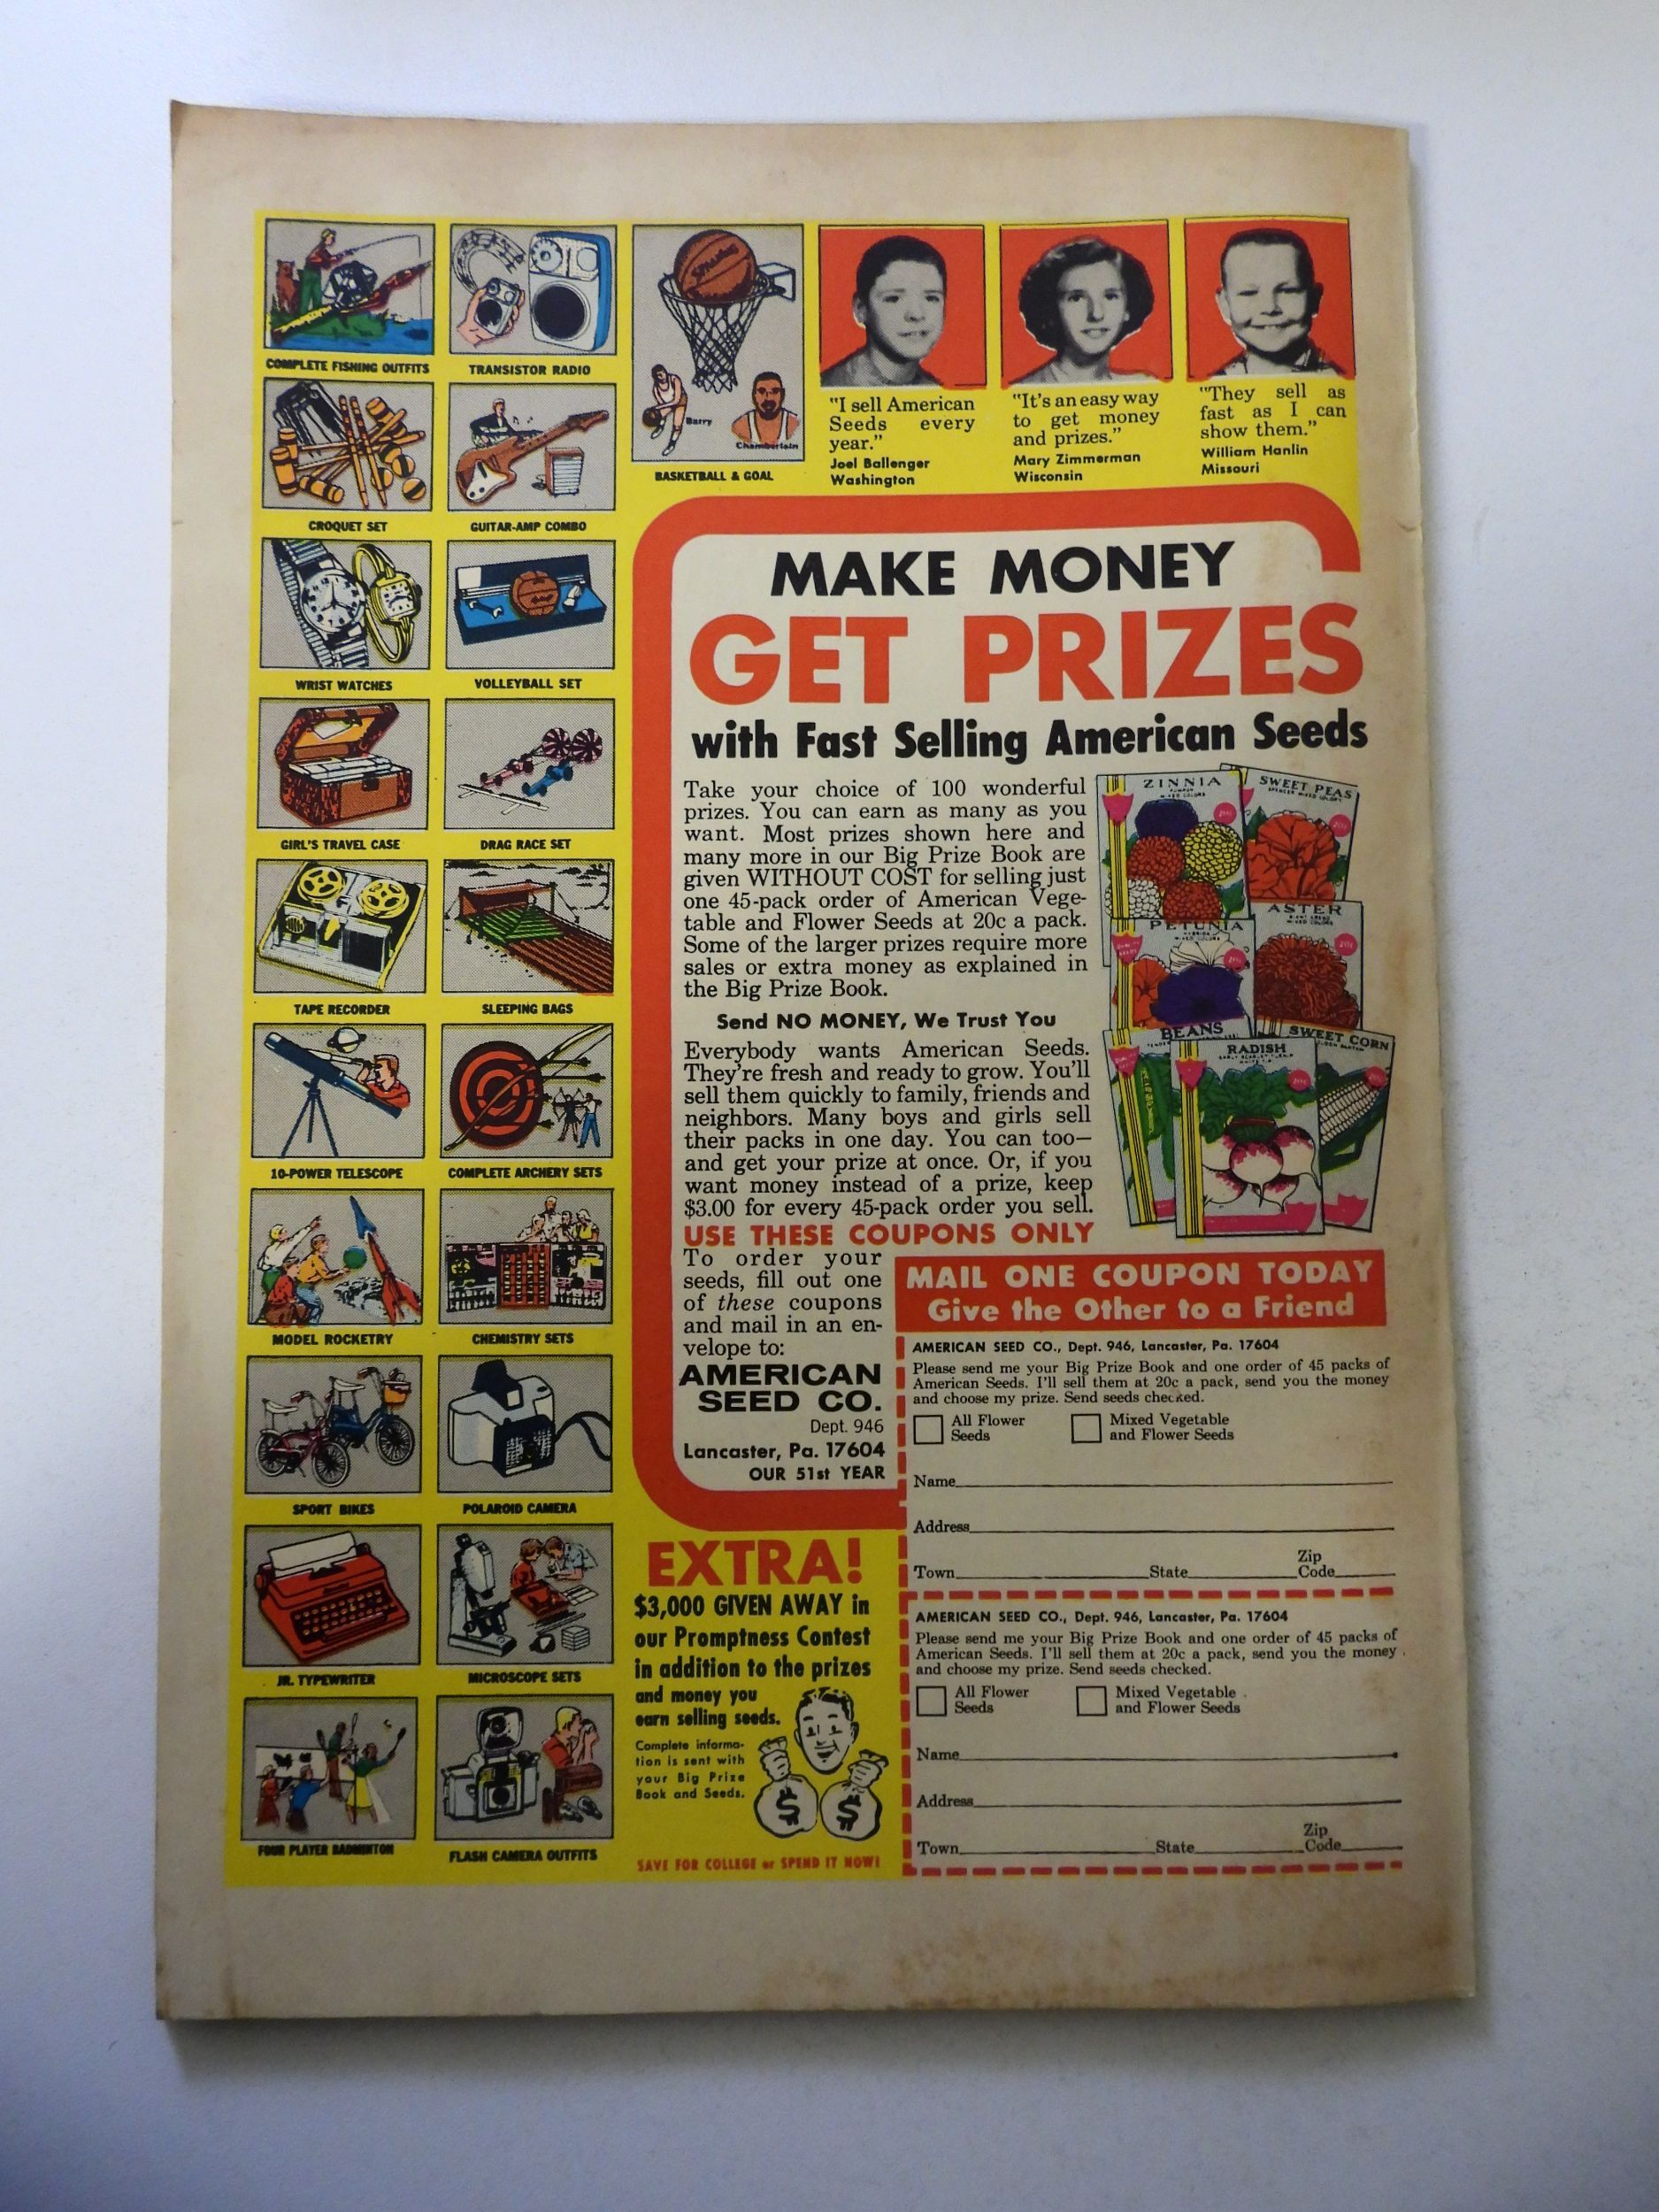 COMPLETE FISHING OUTFITS
TRANSISTOR RADIO
CROQUET SET
GUITAR-AMP COMBO
WRIST WATCHES
VOLLEYBALL SET
GIRL'S TRAVEL CASE
DRAG RACE SET
TAPE RECORDER
SLEEPING BAGS
10-POWER TELESCOPE
COMPLETE ARCHERY SETS
MODEL ROCKETRY
CHEMISTRY SETS
SPORT BIKES
POLAROID CAMERA
JR. TYPEWRITER
MICROSCOPE SETS
FOUR PLAYER BADMINTON
FLASH CAMERA OUTFITS
Spalding
Barry
Chamberlain
BASKETBALL & GOAL
"I sell American
Seeds every
year."
Joel Ballenger
Washington
"It's an easy way
to get money
and prizes."
Mary Zimmerman
Wisconsin
"They sell as
fast as I can
show them."
William Hanlin
Missouri
MAKE MONEY
GET PRIZES
with Fast Selling American Seeds
Take your choice of 100 wonderful
prizes. You can earn as many as you
want. Most prizes shown here and
many more in our Big Prize Book are
given WITHOUT COST for selling just
one 45-pack order of American Vege-
table and Flower Seeds at 20c a pack.
Some of the larger prizes require more
sales or extra money as explained in
the Big Prize Book.
Send NO MONEY, We Trust You
Everybody wants American Seeds.
They're fresh and ready to grow. You'll
sell them quickly to family, friends and
neighbors. Many boys and girls sell
their packs in one day. You can too—
and get your prize at once. Or, if you
want money instead of a prize, keep
$3.00 for every 45-pack order you sell.
USE THESE COUPONS ONLY
To order your
seeds, fill out one
of these coupons
and mail in an en-
velope to:
AMERICAN
SEED CO.
Dept. 946
Lancaster, Pa. 17604
OUR 51st YEAR
ZINNIA
MIXED COLORS
SWEET PEAS
SPENCER MIXED COLORS
PETUNIA
MIXED COLORS
ASTER
MIXED COLORS
BEANS
RADISH
SWEET CORN
MAIL ONE COUPON TODAY
Give the Other to a Friend
AMERICAN SEED CO., Dept. 946, Lancaster, Pa. 17604
Please send me your Big Prize Book and one order of 45 packs of
American Seeds. I'll sell them at 20c a pack, send you the money
and choose my prize. Send seeds checked.
All Flower
Seeds
Mixed Vegetable
and Flower Seeds
Name
Address
Town State Zip
Code
AMERICAN SEED CO., Dept. 946, Lancaster, Pa. 17604
Please send me your Big Prize Book and one order of 45 packs of
American Seeds. I'll sell them at 20c a pack, send you the money
and choose my prize. Send seeds checked.
All Flower
Seeds
Mixed Vegetable
and Flower Seeds
Name
Address
Town State Zip
Code
EXTRA!
$3,000 GIVEN AWAY in
our Promptness Contest
in addition to the prizes
and money you
earn selling seeds.
Complete informa-
tion is sent with
your Big Prize
Book and Seeds.
$ $
SAVE FOR COLLEGE or SPEND IT NOW!